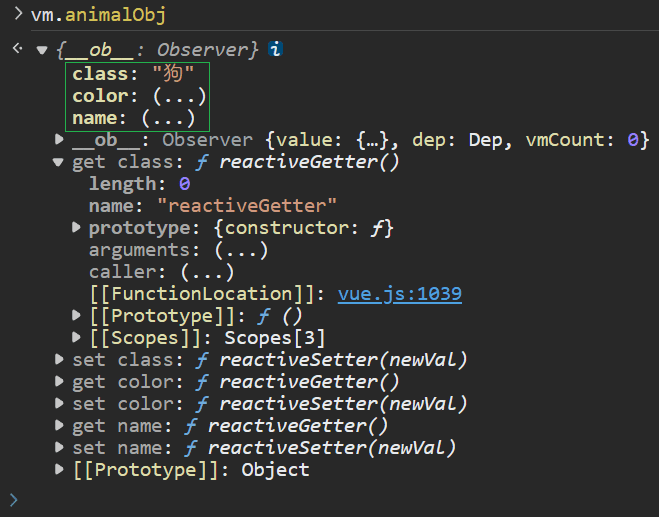 vm.animalObj
{__ob__: Observer} i
class: "狗"
color: (...)
name: (...)
__ob__: Observer {value: {…}, dep: Dep, vmCount: 0}
get class: ƒ reactiveGetter()
length: 0
name: "reactiveGetter"
prototype: {constructor: ƒ}
arguments: (...)
caller: (...)
[[FunctionLocation]]: vue.js:1039
[[Prototype]]: ƒ ()
[[Scopes]]: Scopes[3]
set class: ƒ reactiveSetter(newVal)
get color: ƒ reactiveGetter()
set color: ƒ reactiveSetter(newVal)
get name: ƒ reactiveGetter()
set name: ƒ reactiveSetter(newVal)
[[Prototype]]: Object